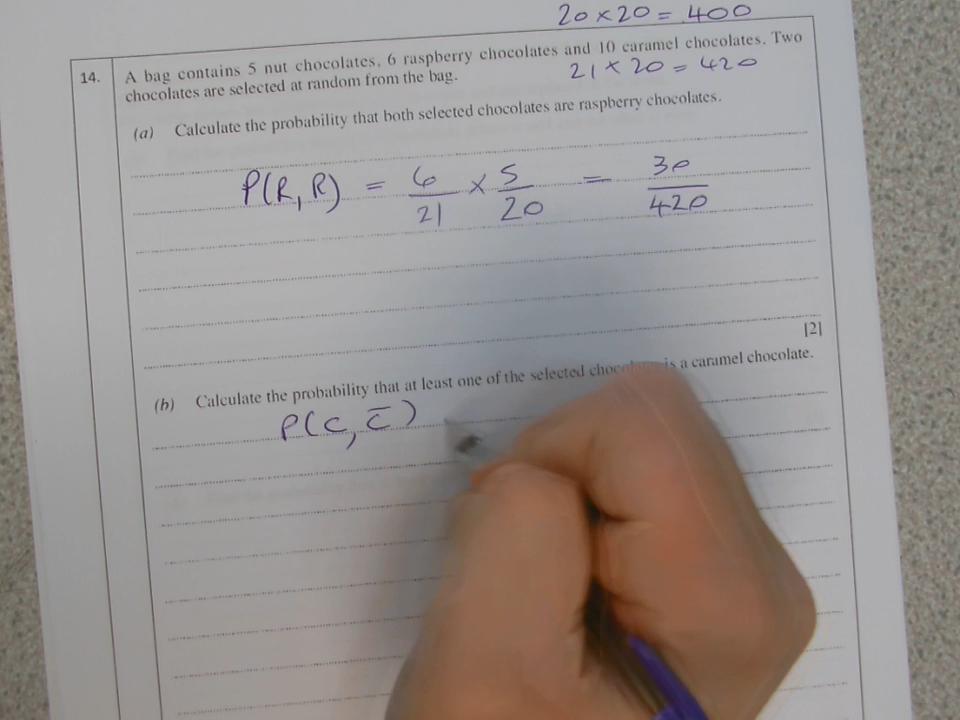 20 × 20 = 400
14. A bag contains 5 nut chocolates, 6 raspberry chocolates and 10 caramel chocolates. Two
chocolates are selected at random from the bag.
21 × 20 = 420
(a) Calculate the probability that both selected chocolates are raspberry chocolates.
P(R, R) = 6/21 × 5/20 = 30/420
[2]
(b) Calculate the probability that at least one of the selected is a caramel chocolate.
P(C, C̅)